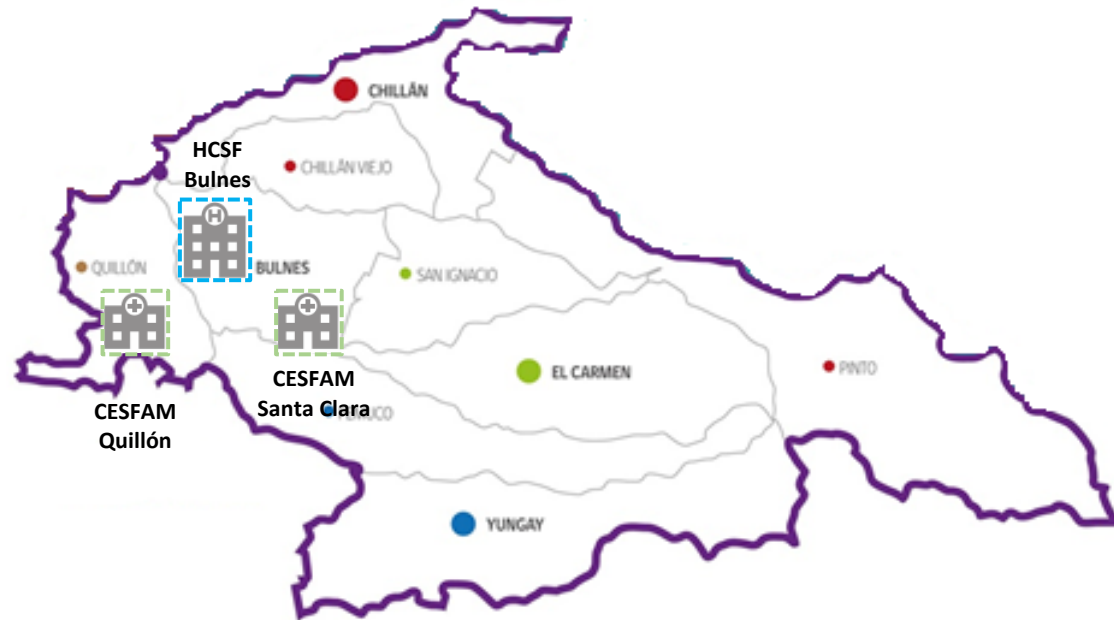 CHILLÁN
HCSF
Bulnes
CHILLÁN VIEJO
QUILLÓN
BULNES
SAN IGNACIO
EL CARMEN
PINTO
CESFAM
Santa Clara
CESFAM
Quillón
YUNGAY
H